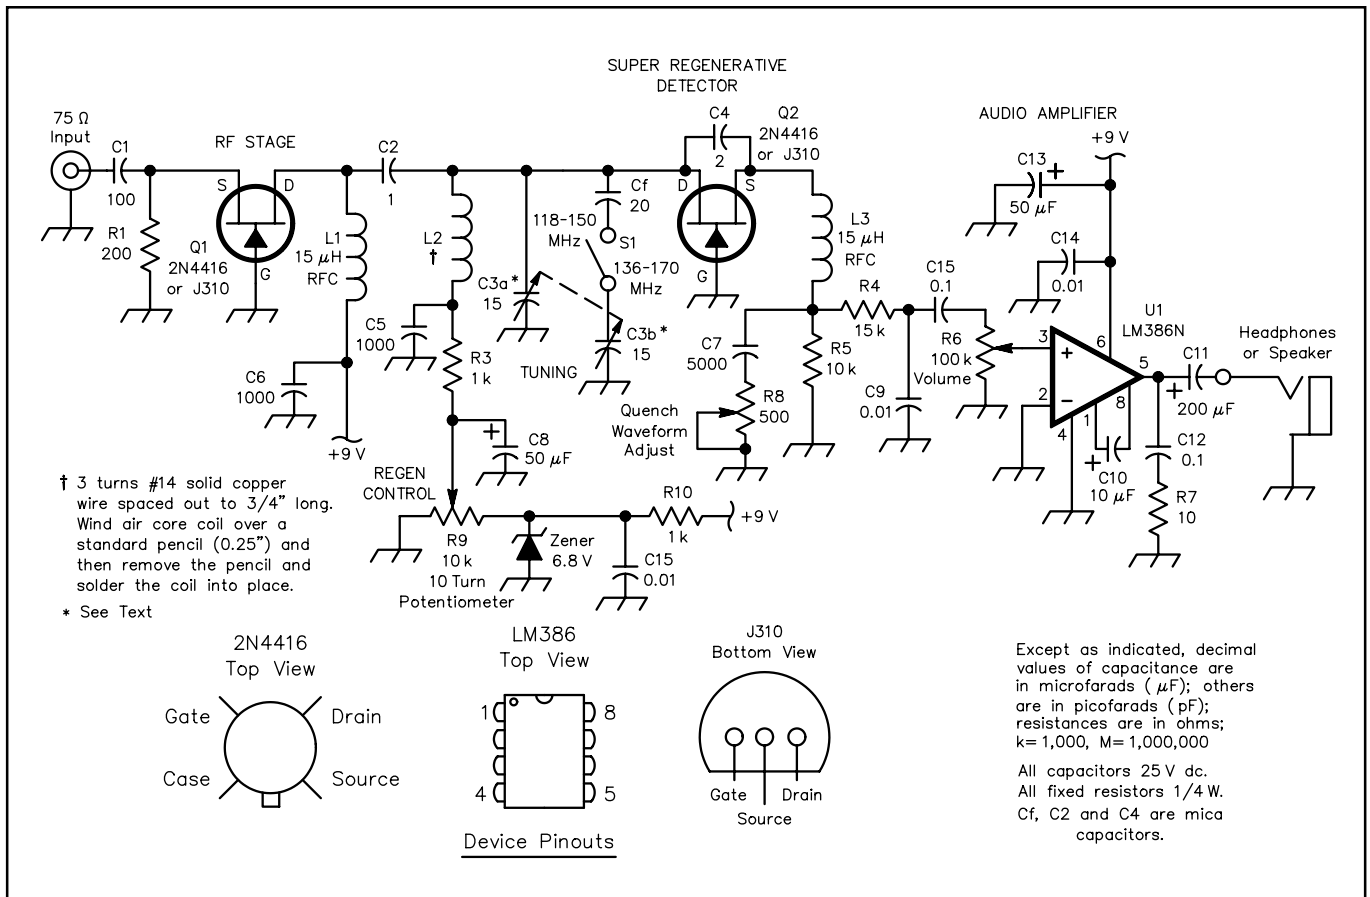 SUPER REGENERATIVE
DETECTOR
75 Ω
Input
C1
100
R1
200
RF STAGE
S
D
G
Q1
2N4416
or J310
L1
15 μH
RFC
C6
1000
+9 V
C2
1
L2
†
C5
1000
R3
1 k
C8
50 μF
+
C3a*
15
TUNING
Cf
20
118-150
MHz
S1
136-170
MHz
C3b*
15
C4
2
Q2
2N4416
or J310
D
S
G
L3
15 μH
RFC
C7
5000
R8
500
Quench
Waveform
Adjust
R5
10 k
R4
15 k
C9
0.01
C15
0.1
R6
100 k
Volume
AUDIO AMPLIFIER
+9 V
C13
+
50 μF
C14
0.01
U1
LM386N
3
+
2
−
6
5
4
1
8
C10
+
10 μF
C11
+
200 μF
C12
0.1
R7
10
Headphones
or Speaker
REGEN
CONTROL
R9
10 k
10 Turn
Potentiometer
Zener
6.8 V
C15
0.01
R10
1 k
+9 V
† 3 turns #14 solid copper
wire spaced out to 3/4" long.
Wind air core coil over a
standard pencil (0.25") and
then remove the pencil and
solder the coil into place.
* See Text
2N4416
Top View
Gate
Drain
Case
Source
LM386
Top View
1
8
4
5
Device Pinouts
J310
Bottom View
Gate
Drain
Source
Except as indicated, decimal
values of capacitance are
in microfarads ( μF); others
are in picofarads ( pF);
resistances are in ohms;
k= 1,000, M= 1,000,000
All capacitors 25 V dc.
All fixed resistors 1/4 W.
Cf, C2 and C4 are mica
capacitors.